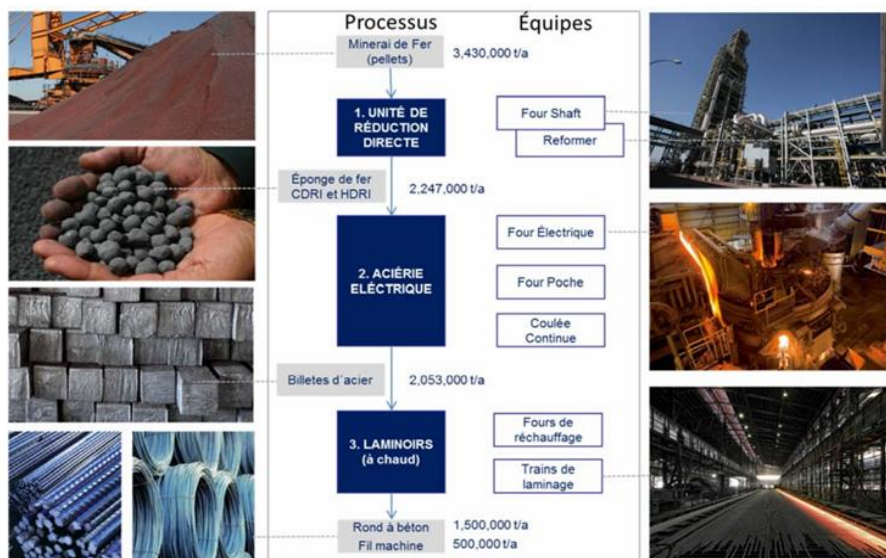 Processus
Équipes
Minerai de Fer
(pellets)
3,430,000 t/a
1. UNITÉ DE
RÉDUCTION
DIRECTE
Four Shaft
Reformer
Éponge de fer
CDRI et HDRI
2,247,000 t/a
2. ACIÉRIE
ELÉCTRIQUE
Four Électrique
Four Poche
Coulée
Continue
Billetes d´acier
2,053,000 t/a
3. LAMINOIRS
(à chaud)
Fours de
réchauffage
Trains de
laminage
Rond à béton
1,500,000 t/a
Fil machine
500,000 t/a